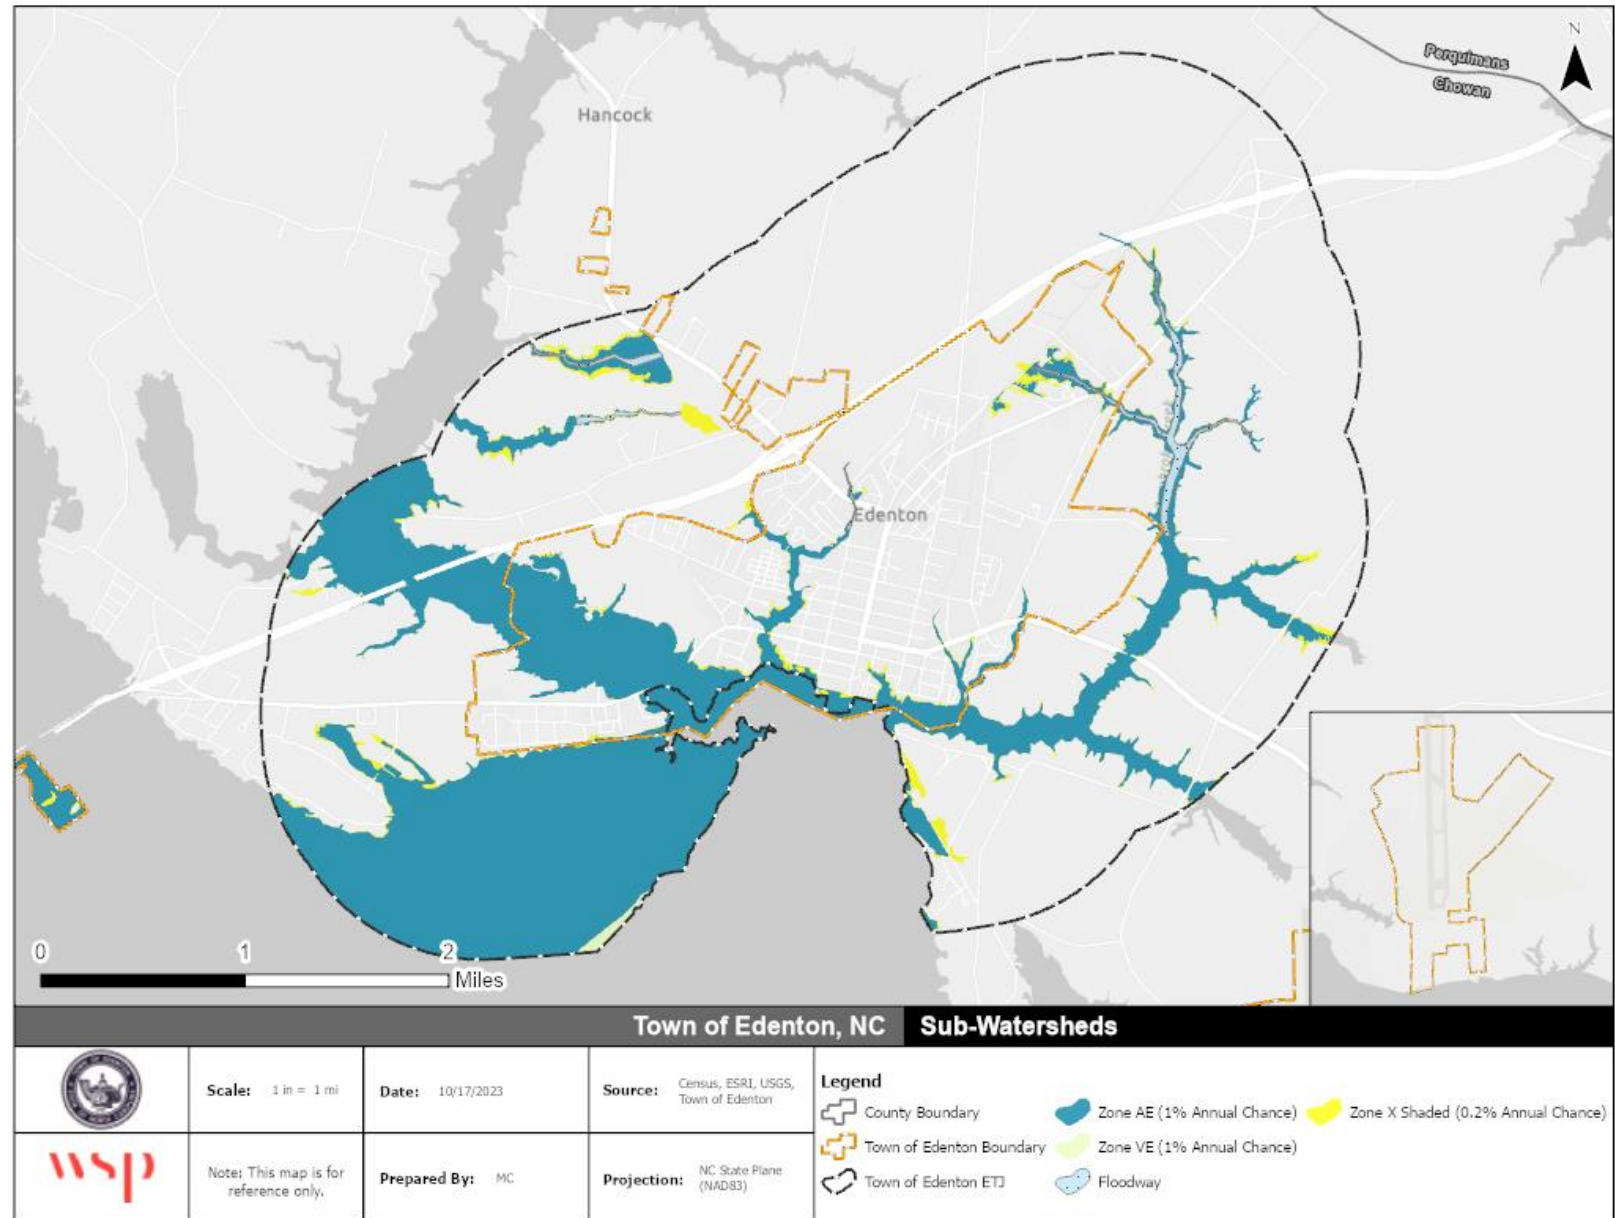 N
Perquimans
Chowan
Hancock
Edenton
0 1 2
Miles
Town of Edenton, NC Sub-Watersheds
Scale: 1 in = 1 mi
Date: 10/17/2023
Source: Census, ESRI, USGS,
Town of Edenton
wsp
Note: This map is for
reference only.
Prepared By: MC
Projection: NC State Plane
(NAD83)
Legend
County Boundary
Town of Edenton Boundary
Town of Edenton ETJ
Zone AE (1% Annual Chance)
Zone VE (1% Annual Chance)
Floodway
Zone X Shaded (0.2% Annual Chance)